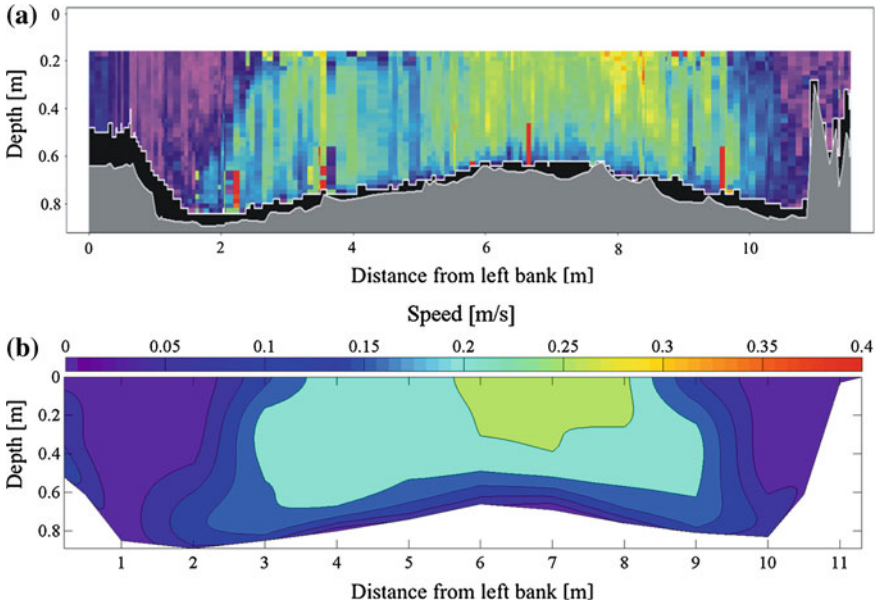 (a)
0
0.2
0.4
0.6
0.8
Depth [m]
0 2 4 6 8 10
Distance from left bank [m]
Speed [m/s]
(b)
0 0.05 0.1 0.15 0.2 0.25 0.3 0.35 0.4
0
0.2
0.4
0.6
0.8
Depth [m]
1 2 3 4 5 6 7 8 9 10 11
Distance from left bank [m]